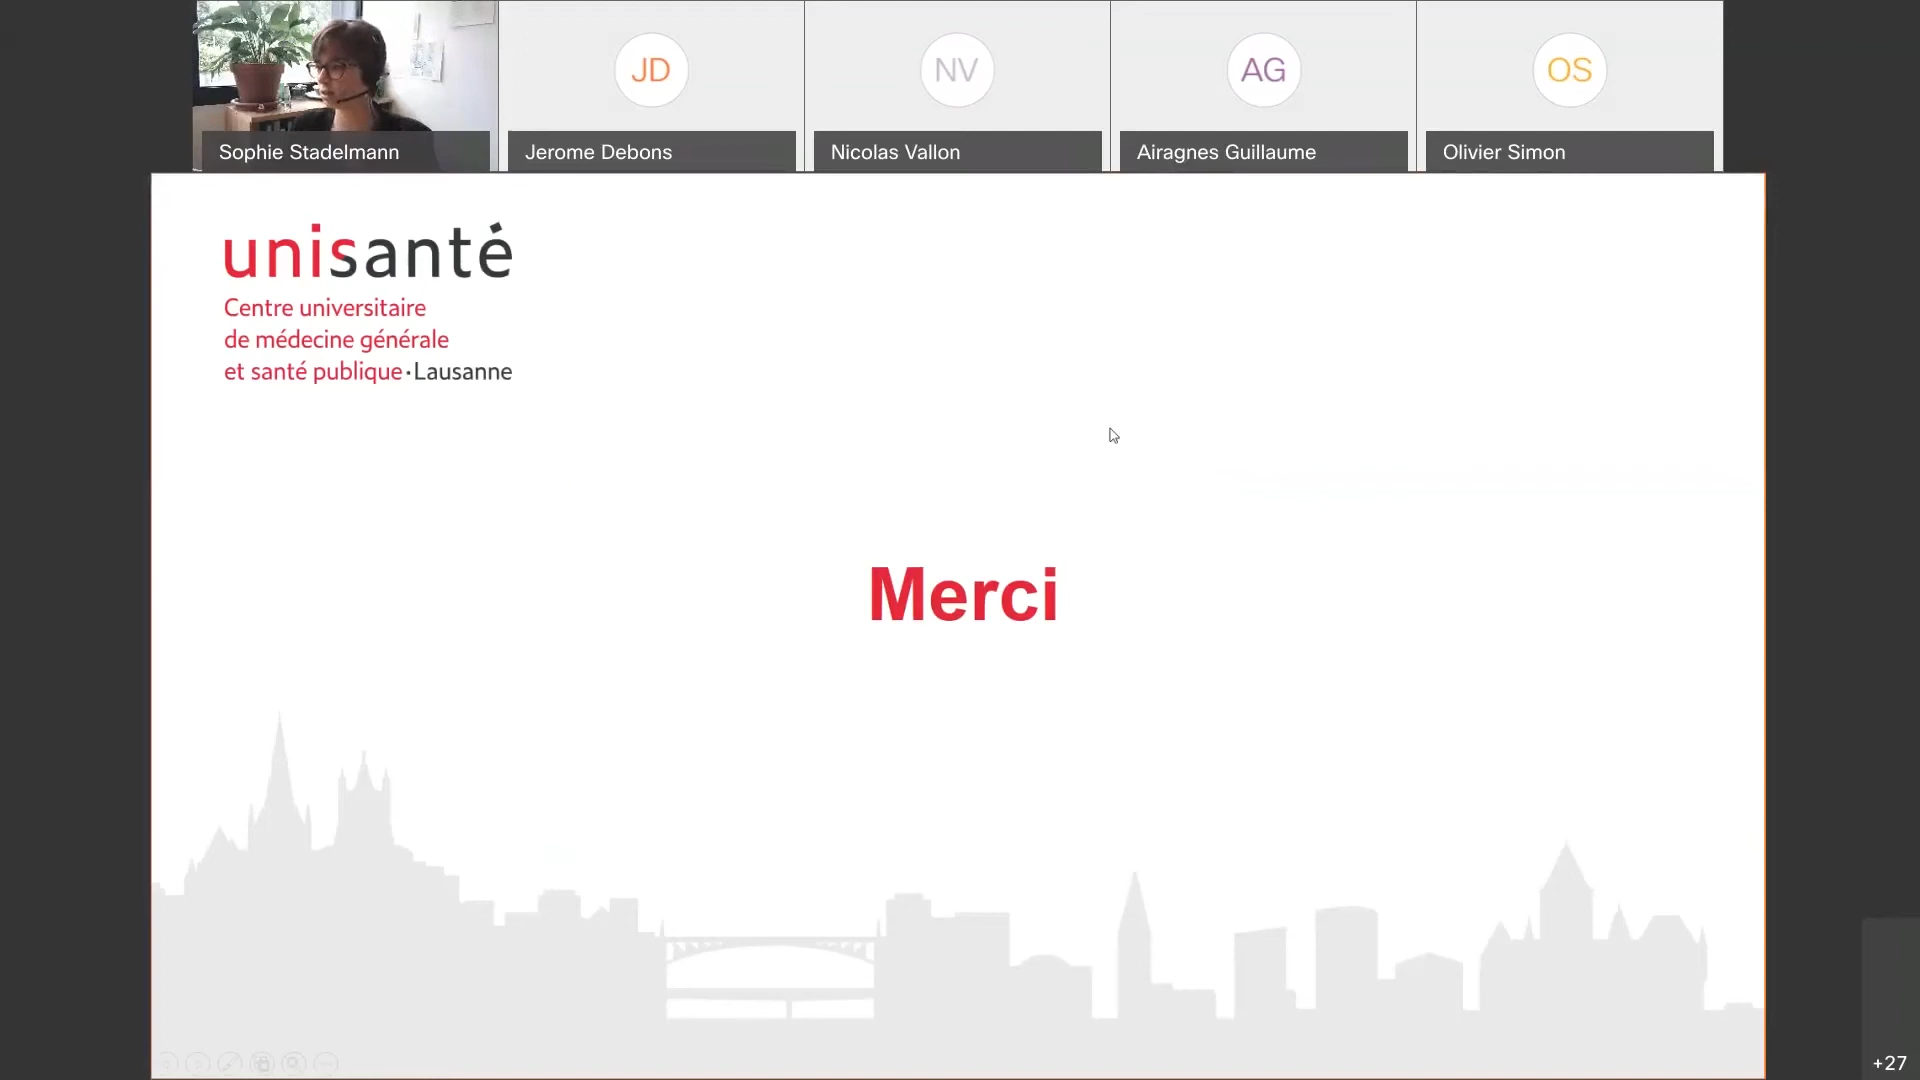 JD
NV
AG
OS
Sophie Stadelmann
Jerome Debons
Nicolas Vallon
Airagnes Guillaume
Olivier Simon
unisanté
Centre universitaire
de médecine générale
et santé publique·Lausanne
Merci
+27